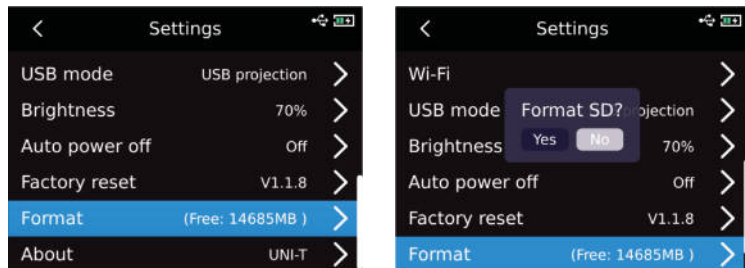 Settings
USB mode USB projection
Brightness 70%
Auto power off Off
Factory reset V1.1.8
Format (Free: 14685MB )
About UNI-T
Settings
Wi-Fi
USB mode ojection
Format SD?
Yes No
Brightness 70%
Auto power off Off
Factory reset V1.1.8
Format (Free: 14685MB )